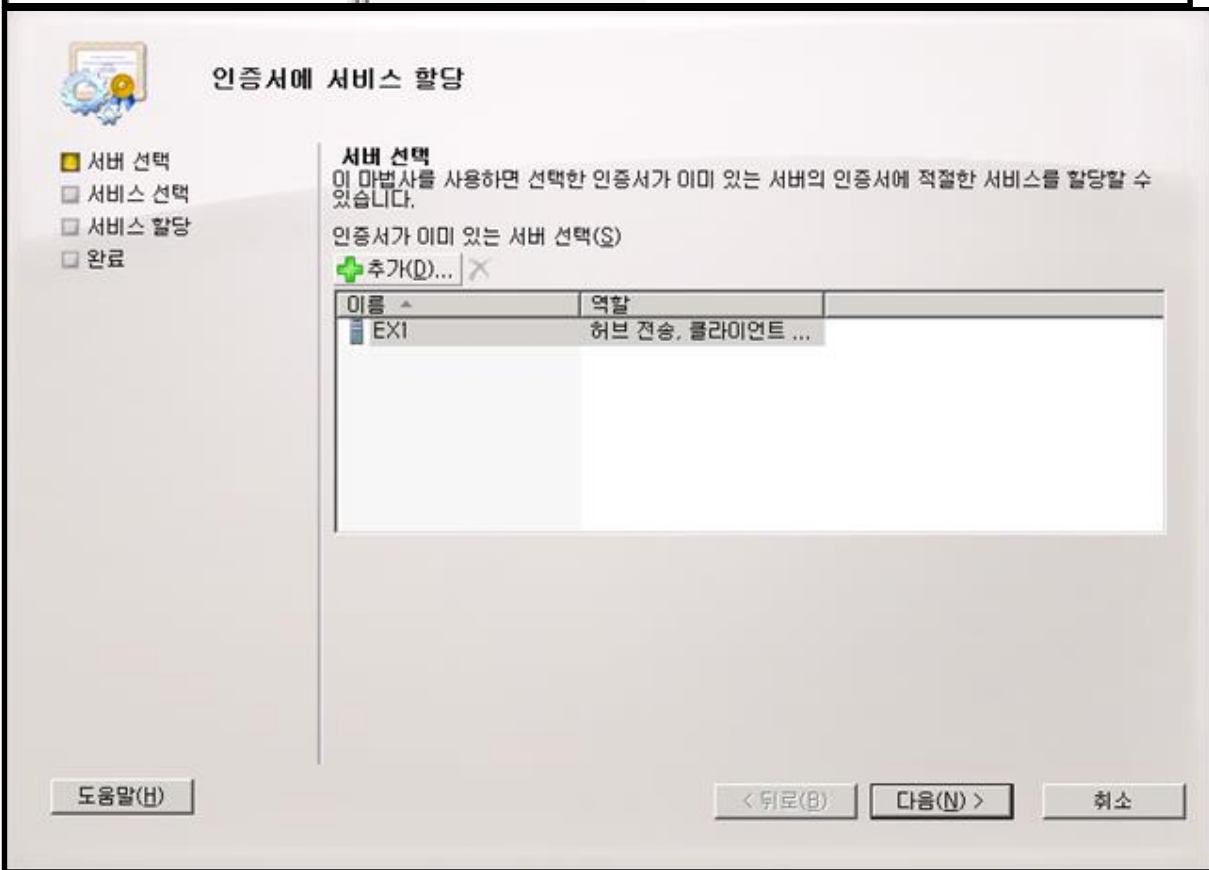 인증서에 서비스 할당
서버 선택
서비스 선택
서비스 할당
완료
서버 선택
이 마법사를 사용하면 선택한 인증서가 이미 있는 서버의 인증서에 적절한 서비스를 할당할 수
있습니다.
인증서가 이미 있는 서버 선택(S)
추가(D)...
이름 역할
EX1 허브 전송, 클라이언트 ...
도움말(H) < 뒤로(B) 다음(N) > 취소